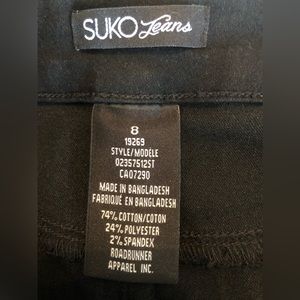 SUKO Jeans
8
19269
STYLE/MODÈLE
02357512ST
CA07290
MADE IN BANGLADESH
FABRIQUÉ EN BANGLADESH
74% COTTON/COTON
24% POLYESTER
2% SPANDEX
ROADRUNNER
APPAREL INC.